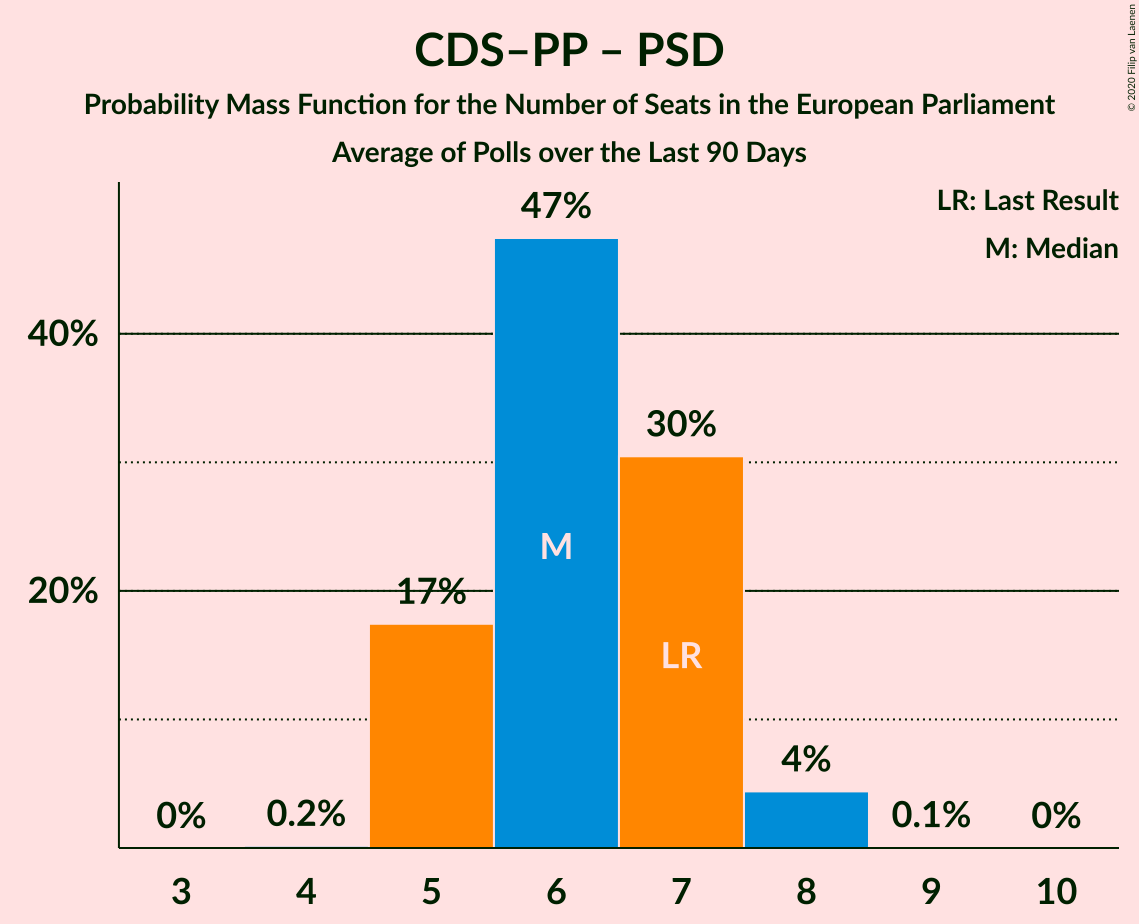 CDS–PP – PSD
Probability Mass Function for the Number of Seats in the European Parliament
Average of Polls over the Last 90 Days
© 2020 Filip van Laenen
LR: Last Result
M: Median
47%
40%
30%
M
20%
17%
LR
4%
0%
0.2%
0.1%
0%
3 4 5 6 7 8 9 10